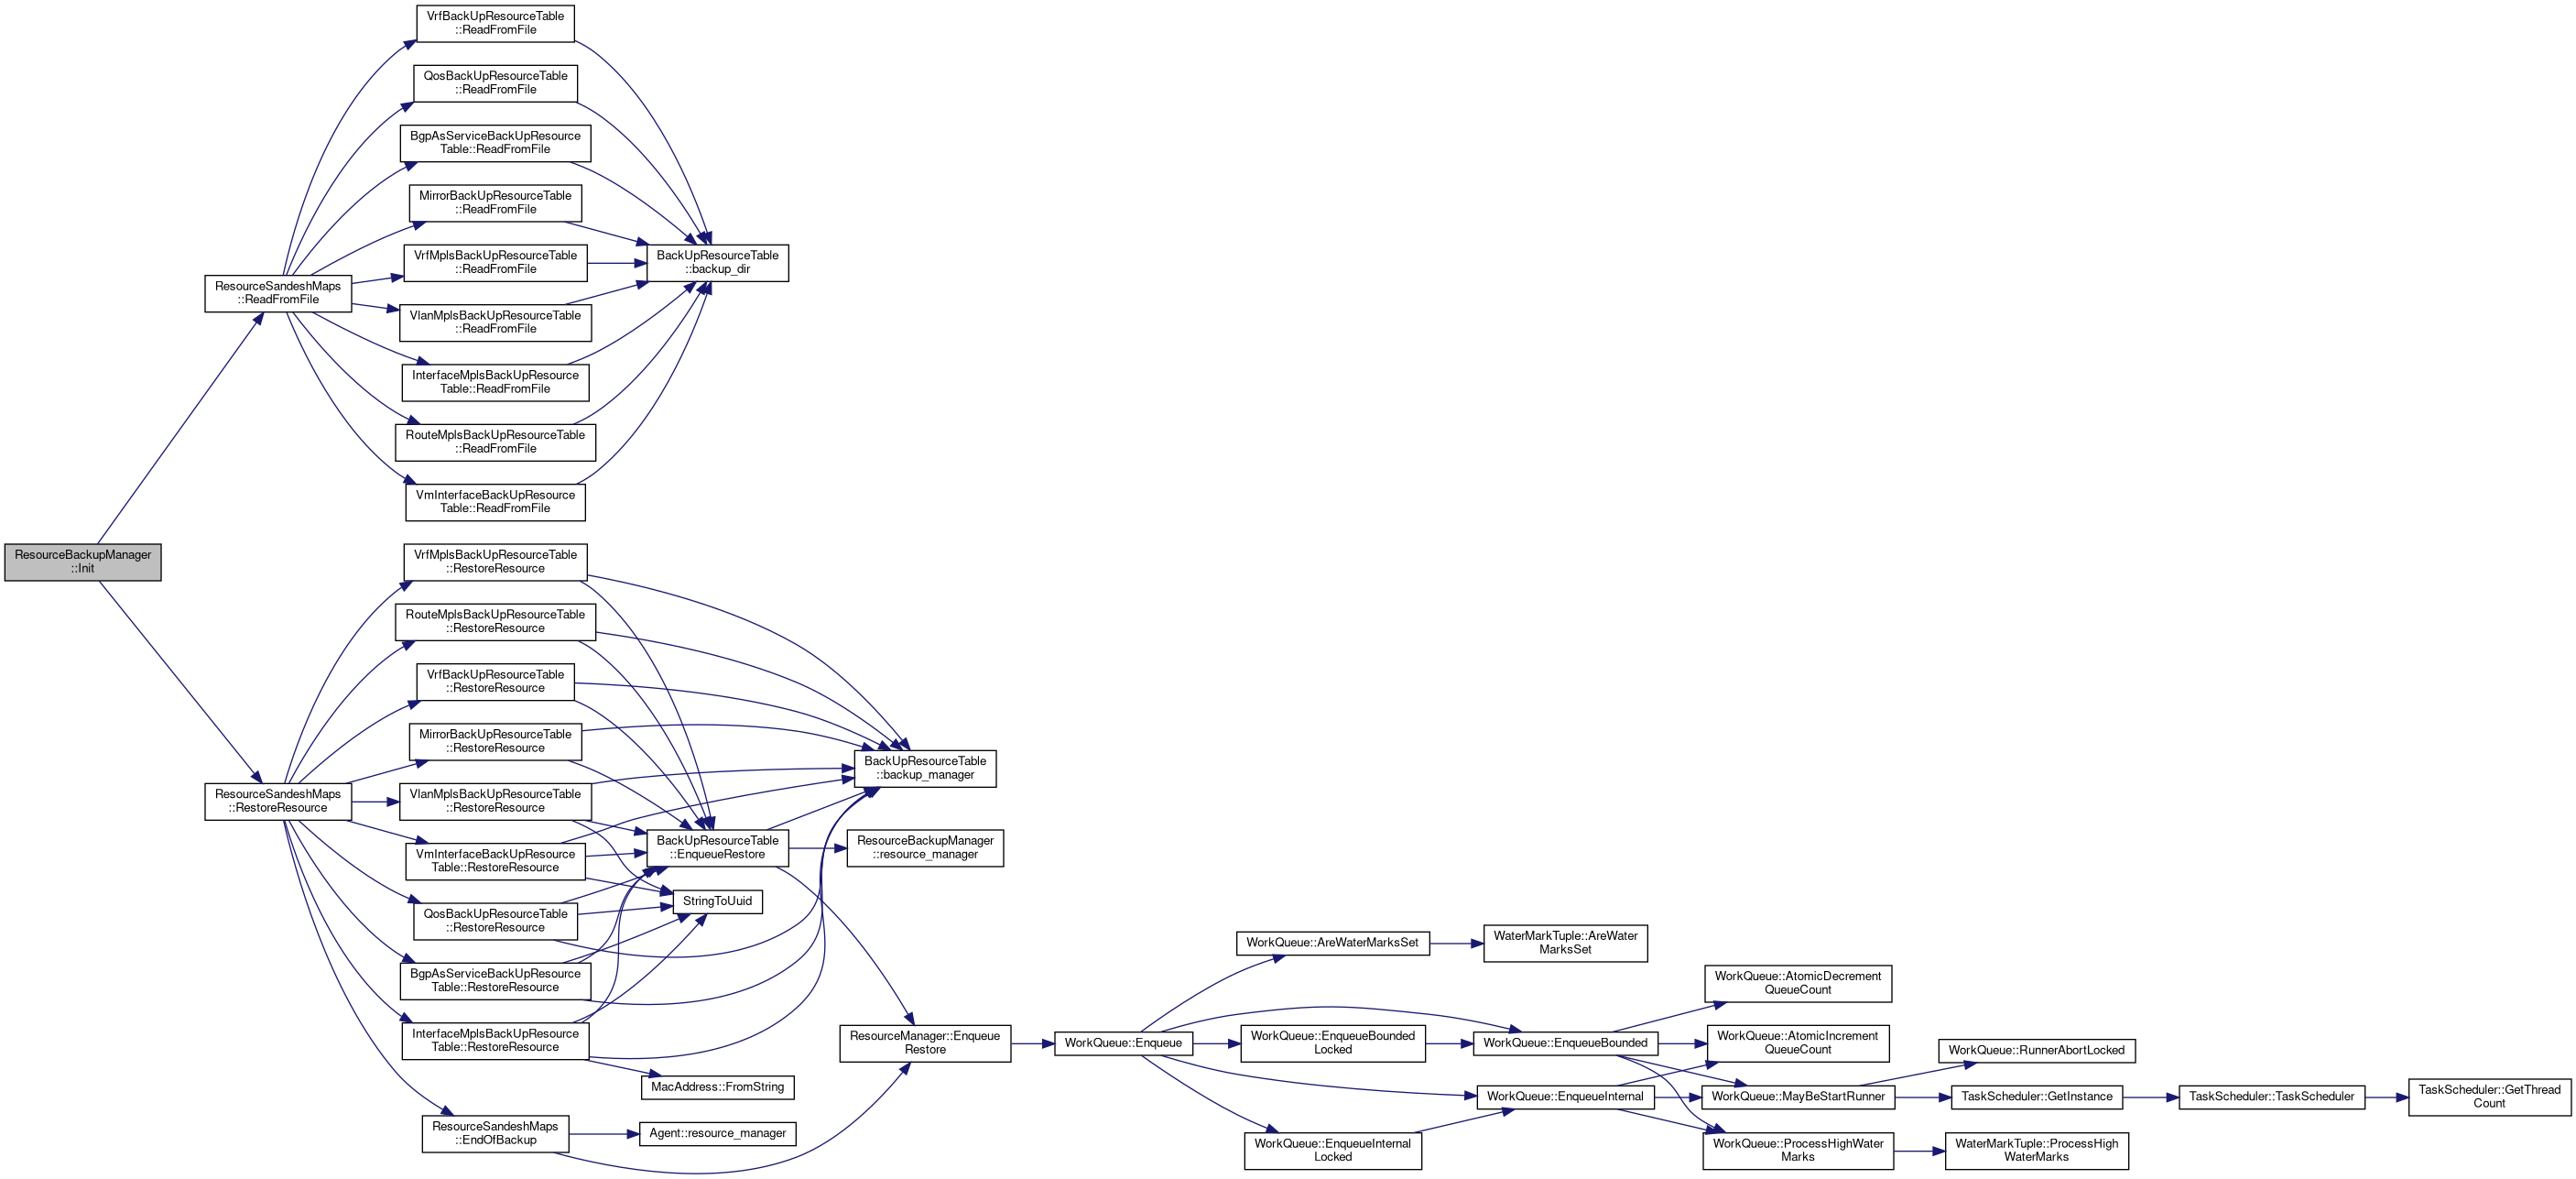 VrfBackUpResourceTable
::ReadFromFile
QosBackUpResourceTable
::ReadFromFile
BgpAsServiceBackUpResource
Table::ReadFromFile
MirrorBackUpResourceTable
::ReadFromFile
VrfMplsBackUpResourceTable
::ReadFromFile
BackUpResourceTable
::backup_dir
ResourceSandeshMaps
::ReadFromFile
VlanMplsBackUpResourceTable
::ReadFromFile
InterfaceMplsBackUpResource
Table::ReadFromFile
RouteMplsBackUpResourceTable
::ReadFromFile
VmInterfaceBackUpResource
Table::ReadFromFile
ResourceBackupManager
::Init
VrfMplsBackUpResourceTable
::RestoreResource
RouteMplsBackUpResourceTable
::RestoreResource
VrfBackUpResourceTable
::RestoreResource
MirrorBackUpResourceTable
::RestoreResource
BackUpResourceTable
::backup_manager
ResourceSandeshMaps
::RestoreResource
VlanMplsBackUpResourceTable
::RestoreResource
BackUpResourceTable
::EnqueueRestore
ResourceBackupManager
::resource_manager
VmInterfaceBackUpResource
Table::RestoreResource
StringToUuid
QosBackUpResourceTable
::RestoreResource
BgpAsServiceBackUpResource
Table::RestoreResource
InterfaceMplsBackUpResource
Table::RestoreResource
MacAddress::FromString
ResourceSandeshMaps
::EndOfBackup
Agent::resource_manager
ResourceManager::Enqueue
Restore
WorkQueue::Enqueue
WorkQueue::AreWaterMarksSet
WaterMarkTuple::AreWater
MarksSet
WorkQueue::EnqueueBounded
Locked
WorkQueue::EnqueueBounded
WorkQueue::AtomicDecrement
QueueCount
WorkQueue::AtomicIncrement
QueueCount
WorkQueue::EnqueueInternal
WorkQueue::EnqueueInternal
Locked
WorkQueue::MayBeStartRunner
WorkQueue::RunnerAbortLocked
TaskScheduler::GetInstance
TaskScheduler::TaskScheduler
TaskScheduler::GetThread
Count
WorkQueue::ProcessHighWater
Marks
WaterMarkTuple::ProcessHigh
WaterMarks